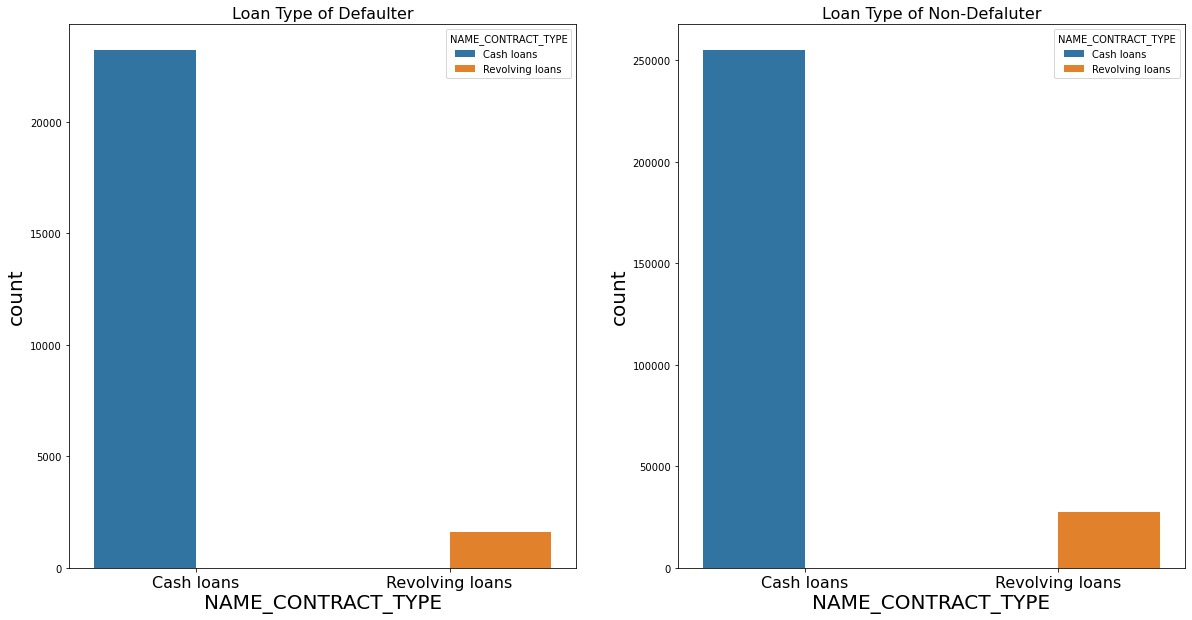 Loan Type of Defaulter
NAME_CONTRACT_TYPE
Cash loans
Revolving loans
20000
15000
10000
5000
0
count
Cash loans
Revolving loans
NAME_CONTRACT_TYPE
Loan Type of Non-Defaluter
NAME_CONTRACT_TYPE
Cash loans
Revolving loans
250000
200000
150000
100000
50000
0
count
Cash loans
Revolving loans
NAME_CONTRACT_TYPE